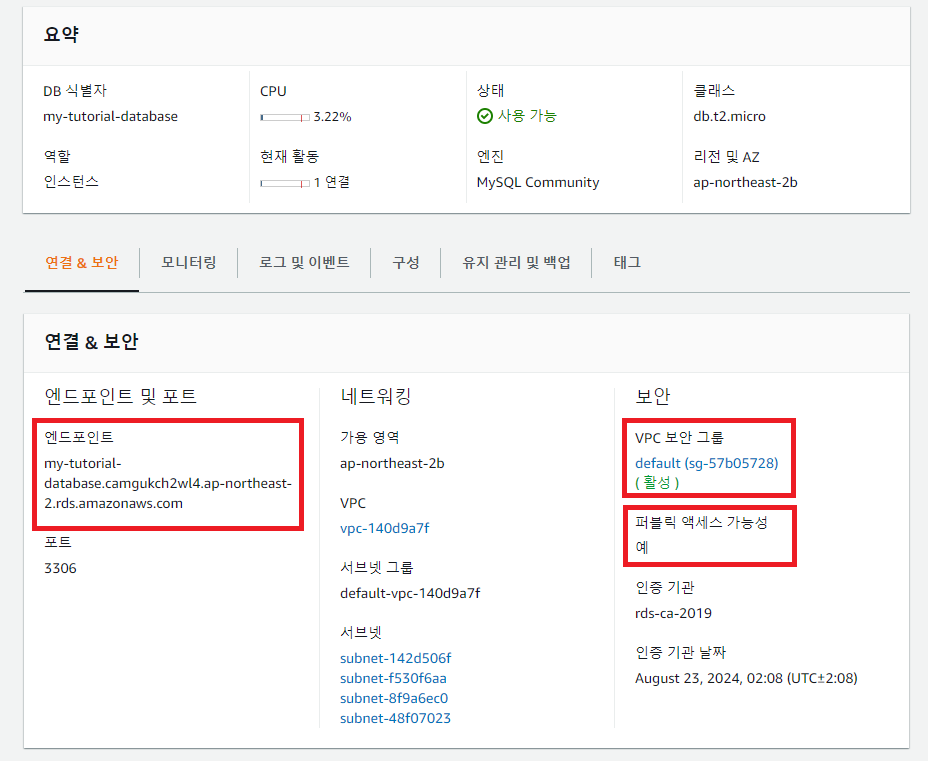 요약
DB 식별자
my-tutorial-database
CPU
3.22%
상태
사용 가능
클래스
db.t2.micro
역할
인스턴스
현재 활동
1 연결
엔진
MySQL Community
리전 및 AZ
ap-northeast-2b
연결 & 보안
모니터링
로그 및 이벤트
구성
유지 관리 및 백업
태그
연결 & 보안
엔드포인트 및 포트
엔드포인트
my-tutorial-
database.camgukch2wl4.ap-northeast-
2.rds.amazonaws.com
포트
3306
네트워킹
가용 영역
ap-northeast-2b
VPC
vpc-140d9a7f
서브넷 그룹
default-vpc-140d9a7f
서브넷
subnet-142d506f
subnet-f530f6aa
subnet-8f9a6ec0
subnet-48f07023
보안
VPC 보안 그룹
default (sg-57b05728)
( 활성 )
퍼블릭 액세스 가능성
예
인증 기관
rds-ca-2019
인증 기관 날짜
August 23, 2024, 02:08 (UTC±2:08)